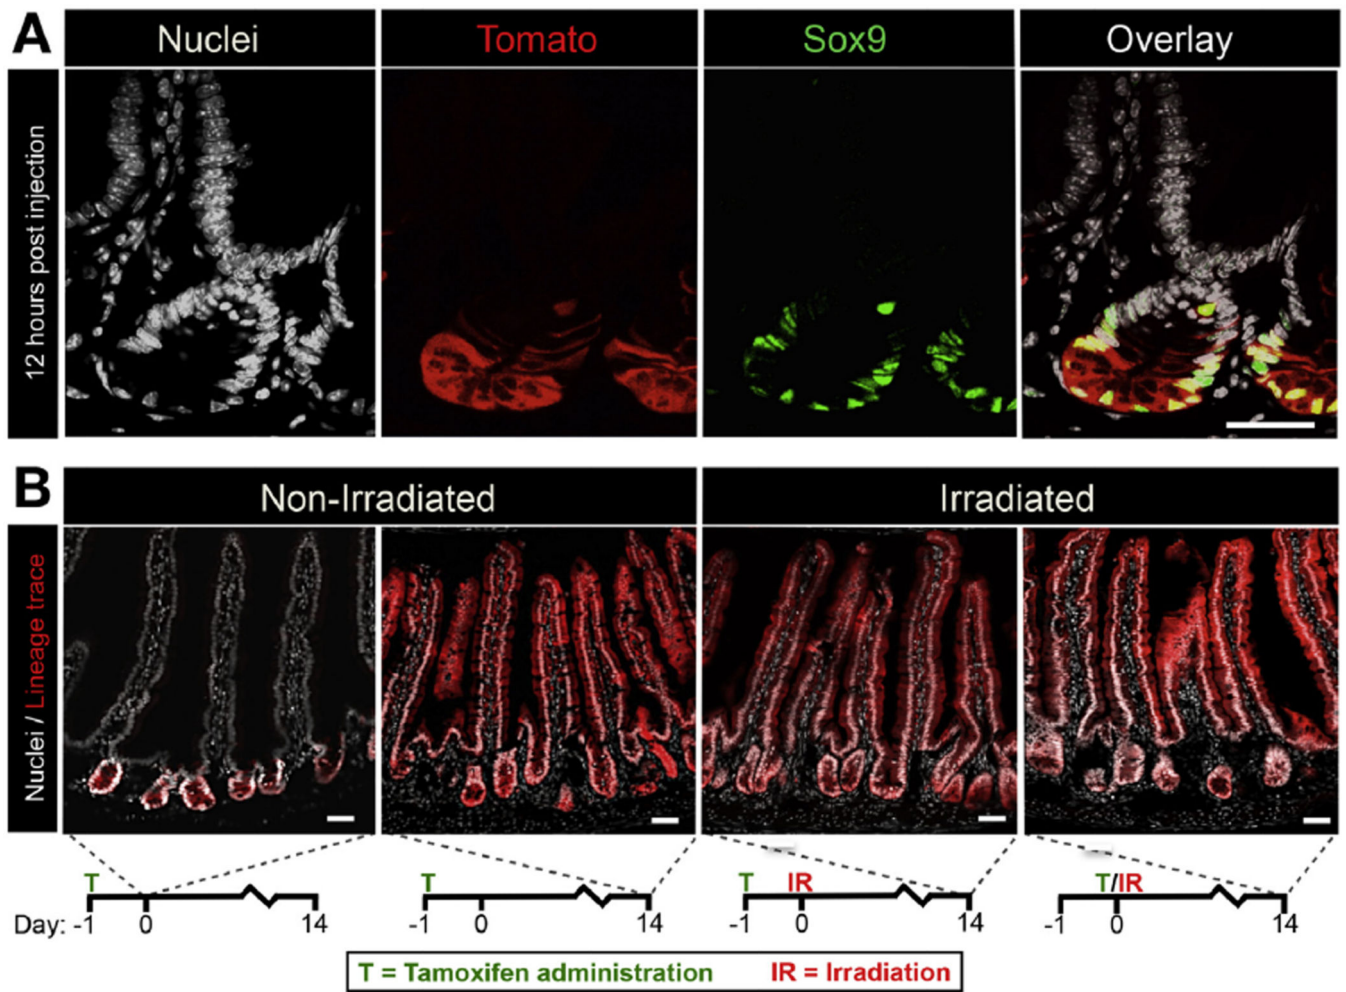 A
Nuclei Tomato Sox9 Overlay
12 hours post injection
B
Non-Irradiated Irradiated
Nuclei / Lineage trace
T T T IR T/IR
Day: -1 0 14 -1 0 14 -1 0 14 -1 0 14
T = Tamoxifen administration IR = Irradiation